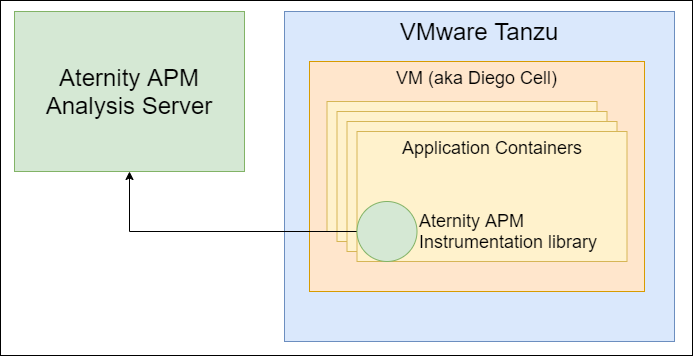 Aternity APM
Analysis Server
VMware Tanzu
VM (aka Diego Cell)
Application Containers
Aternity APM
Instrumentation library